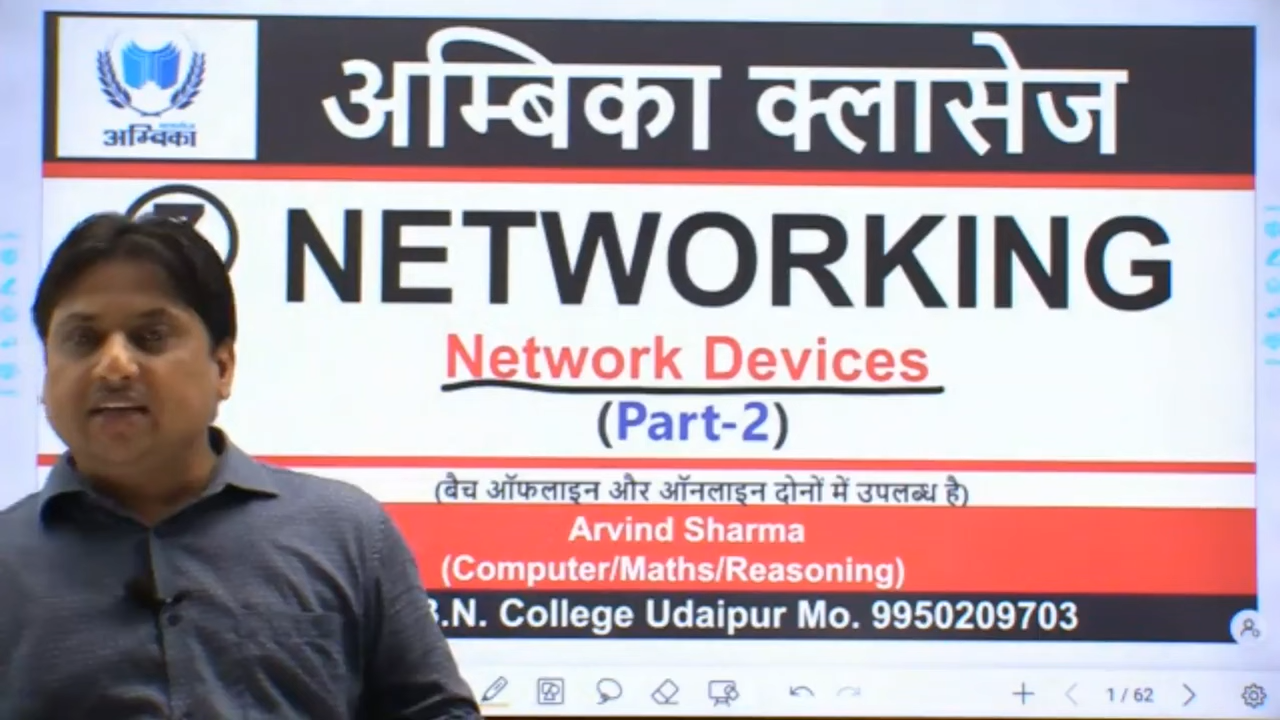 अम्बिका क्लासेज
अम्बिका
NETWORKING
Network Devices
(Part-2)
(बैच ऑफलाइन और ऑनलाइन दोनों में उपलब्ध है)
Arvind Sharma
(Computer/Maths/Reasoning)
B.N. College Udaipur Mo. 9950209703
1 / 62